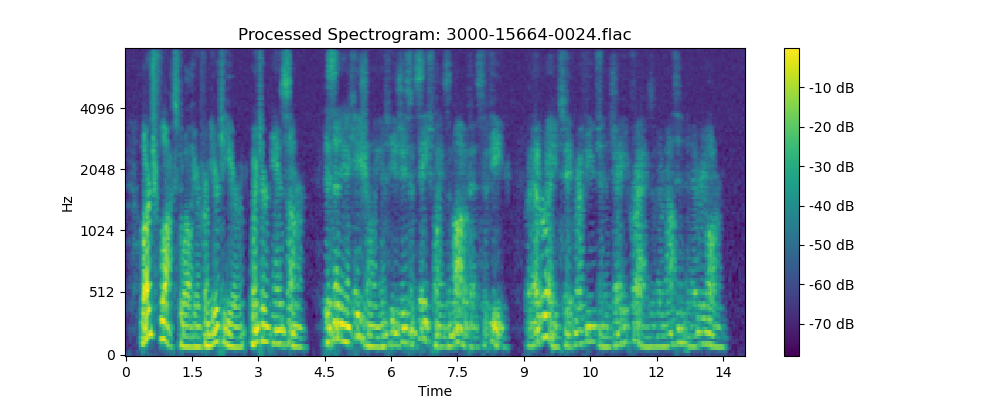 Processed Spectrogram: 3000-15664-0024.flac
Hz
4096
2048
1024
512
0
0 1.5 3 4.5 6 7.5 9 10 12 14
Time
-10 dB
-20 dB
-30 dB
-40 dB
-50 dB
-60 dB
-70 dB